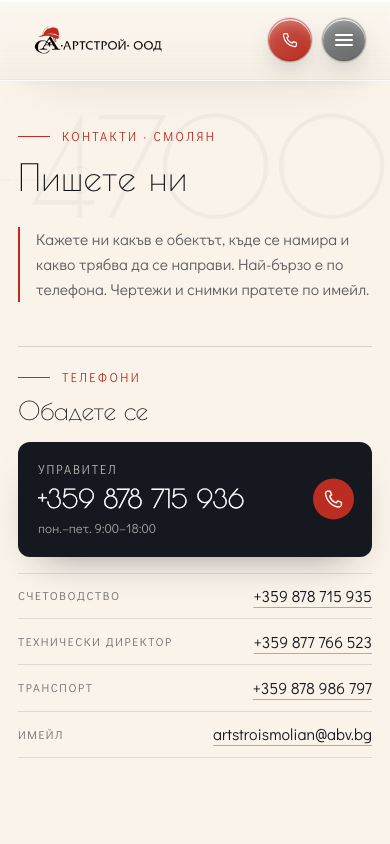 АРТСТРОЙ· ООД
КОНТАКТИ · СМОЛЯН
4700
Пишете ни
Кажете ни какъв е обектът, къде се намира и
какво трябва да се направи. Най-бързо е по
телефона. Чертежи и снимки пратете по имейл.
ТЕЛЕФОНИ
Обадете се
УПРАВИТЕЛ
+359 878 715 936
пон.–пет. 9:00–18:00
СЧЕТОВОДСТВО +359 878 715 935
ТЕХНИЧЕСКИ ДИРЕКТОР +359 877 766 523
ТРАНСПОРТ +359 878 986 797
ИМЕЙЛ artstroismolian@abv.bg